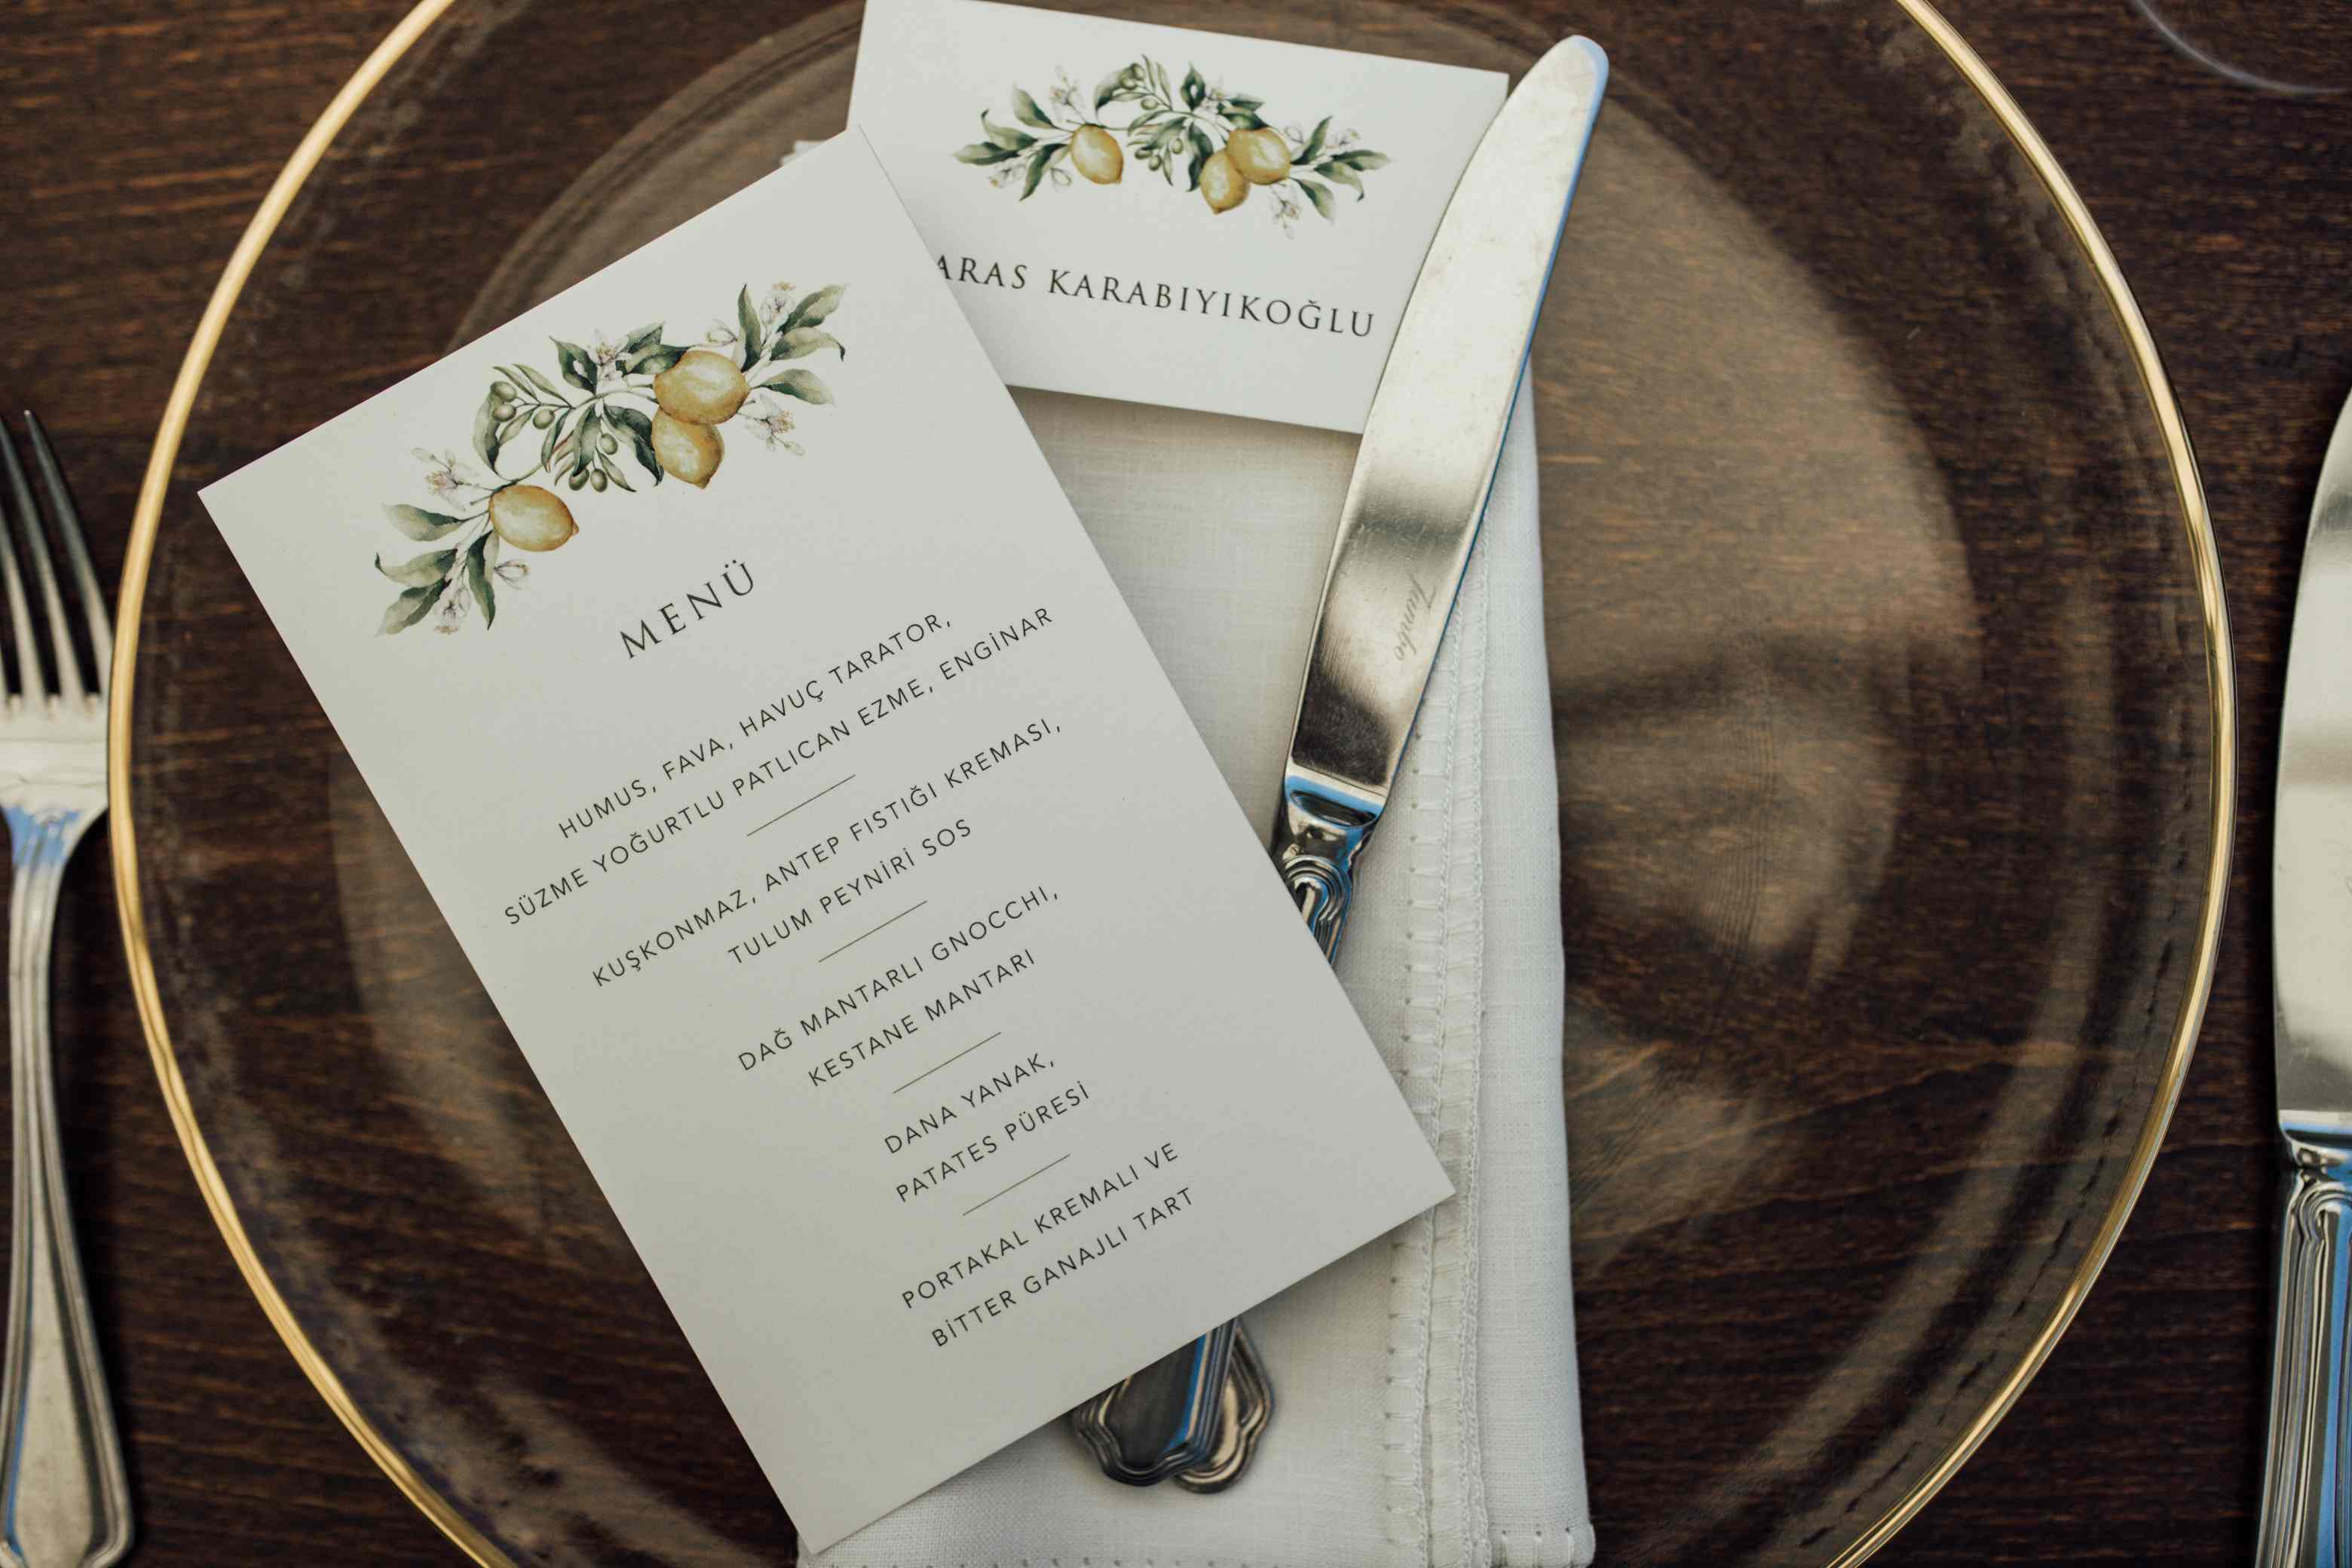 ARAS KARABIYIKOĞLU
Jumbo
MENÜ
HUMUS, FAVA, HAVUÇ TARATOR,
SÜZME YOĞURTLU PATLICAN EZME, ENGİNAR
KUŞKONMAZ, ANTEP FISTIĞI KREMASI,
TULUM PEYNİRİ SOS
DAĞ MANTARLI GNOCCHI,
KESTANE MANTARI
DANA YANAK,
PATATES PÜRESİ
PORTAKAL KREMALI VE
BİTTER GANAJLI TART